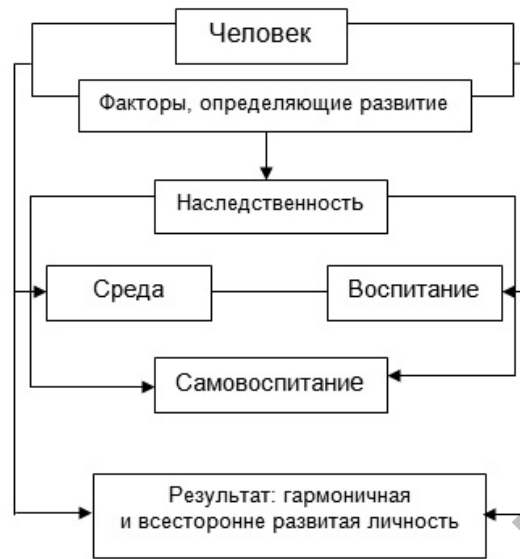 Человек
Факторы, определяющие развитие
Наследственность
Среда
Воспитание
Самовоспитание
Результат: гармоничная
и всесторонне развитая личность